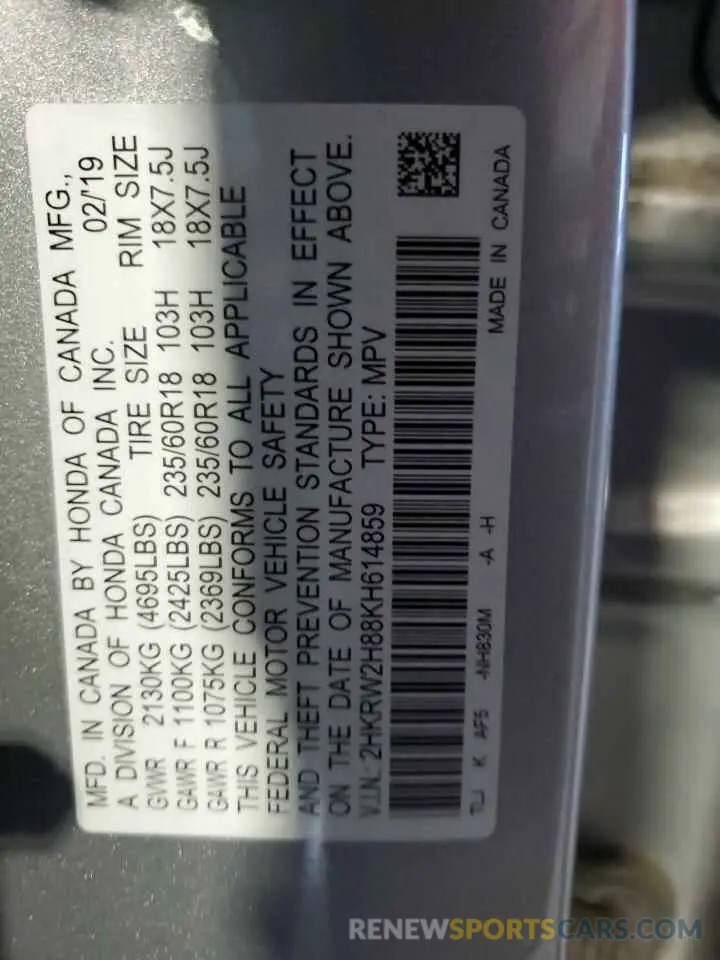 MFD. IN CANADA BY HONDA OF CANADA MFG.,
A DIVISION OF HONDA CANADA INC. 02/'19
GVWR 2130KG (4695LBS) TIRE SIZE RIM SIZE
GAWR F 1100KG (2425LBS) 235/60R18 103H 18X7.5J
GAWR R 1075KG (2369LBS) 235/60R18 103H 18X7.5J
THIS VEHICLE CONFORMS TO ALL APPLICABLE
FEDERAL MOTOR VEHICLE SAFETY
AND THEFT PREVENTION STANDARDS IN EFFECT
ON THE DATE OF MANUFACTURE SHOWN ABOVE.
V.I.N.: 2HKRW2H88KH614859 TYPE: MPV
TLJ K AF5 -NH830M -A -H MADE IN CANADA
RENEWSPORTSCARS.COM